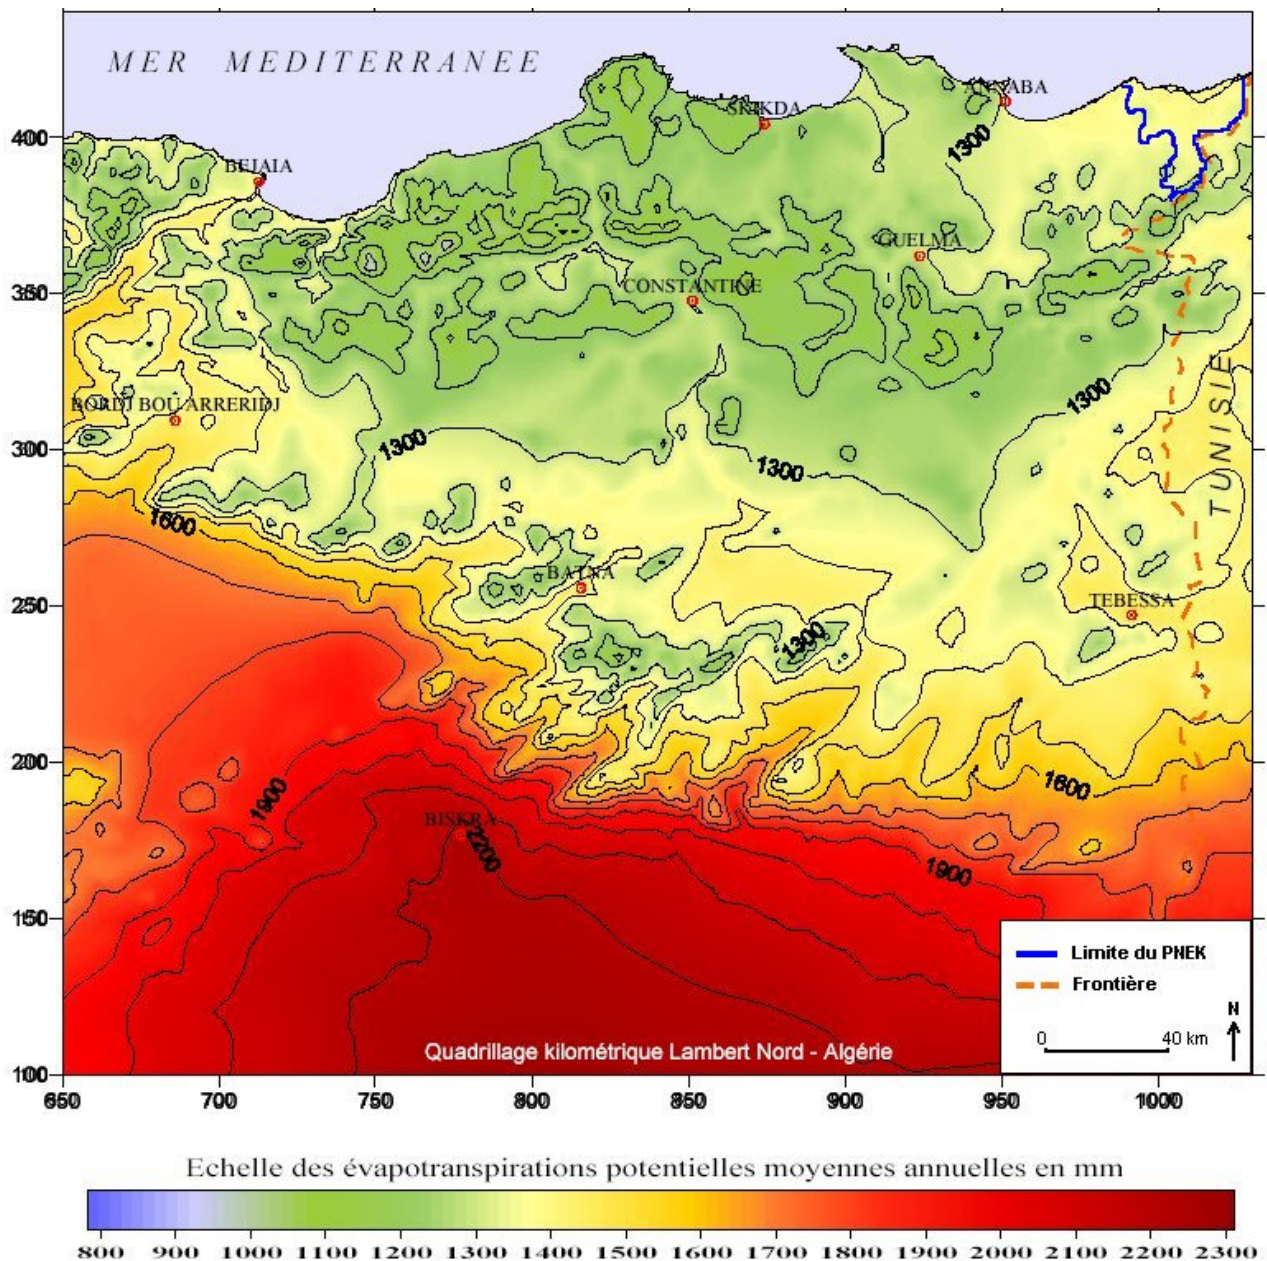 MER MEDITERRANEE
ANNABA
SKIKDA
400
1300
BEJAIA
GUELMA
350
CONSTANTINE
TUNISIE
1300
BORDJ BOU ARRERIDJ
300
1300
1300
1600
BATNA
250
TEBESSA
1300
200
1600
1900
BISKRA
2200
1900
150
Limite du PNEK
Frontière
N
0 40 km
Quadrillage kilométrique Lambert Nord - Algérie
100
650 700 750 800 850 900 950 1000
Echelle des évapotranspirations potentielles moyennes annuelles en mm
800 900 1000 1100 1200 1300 1400 1500 1600 1700 1800 1900 2000 2100 2200 2300